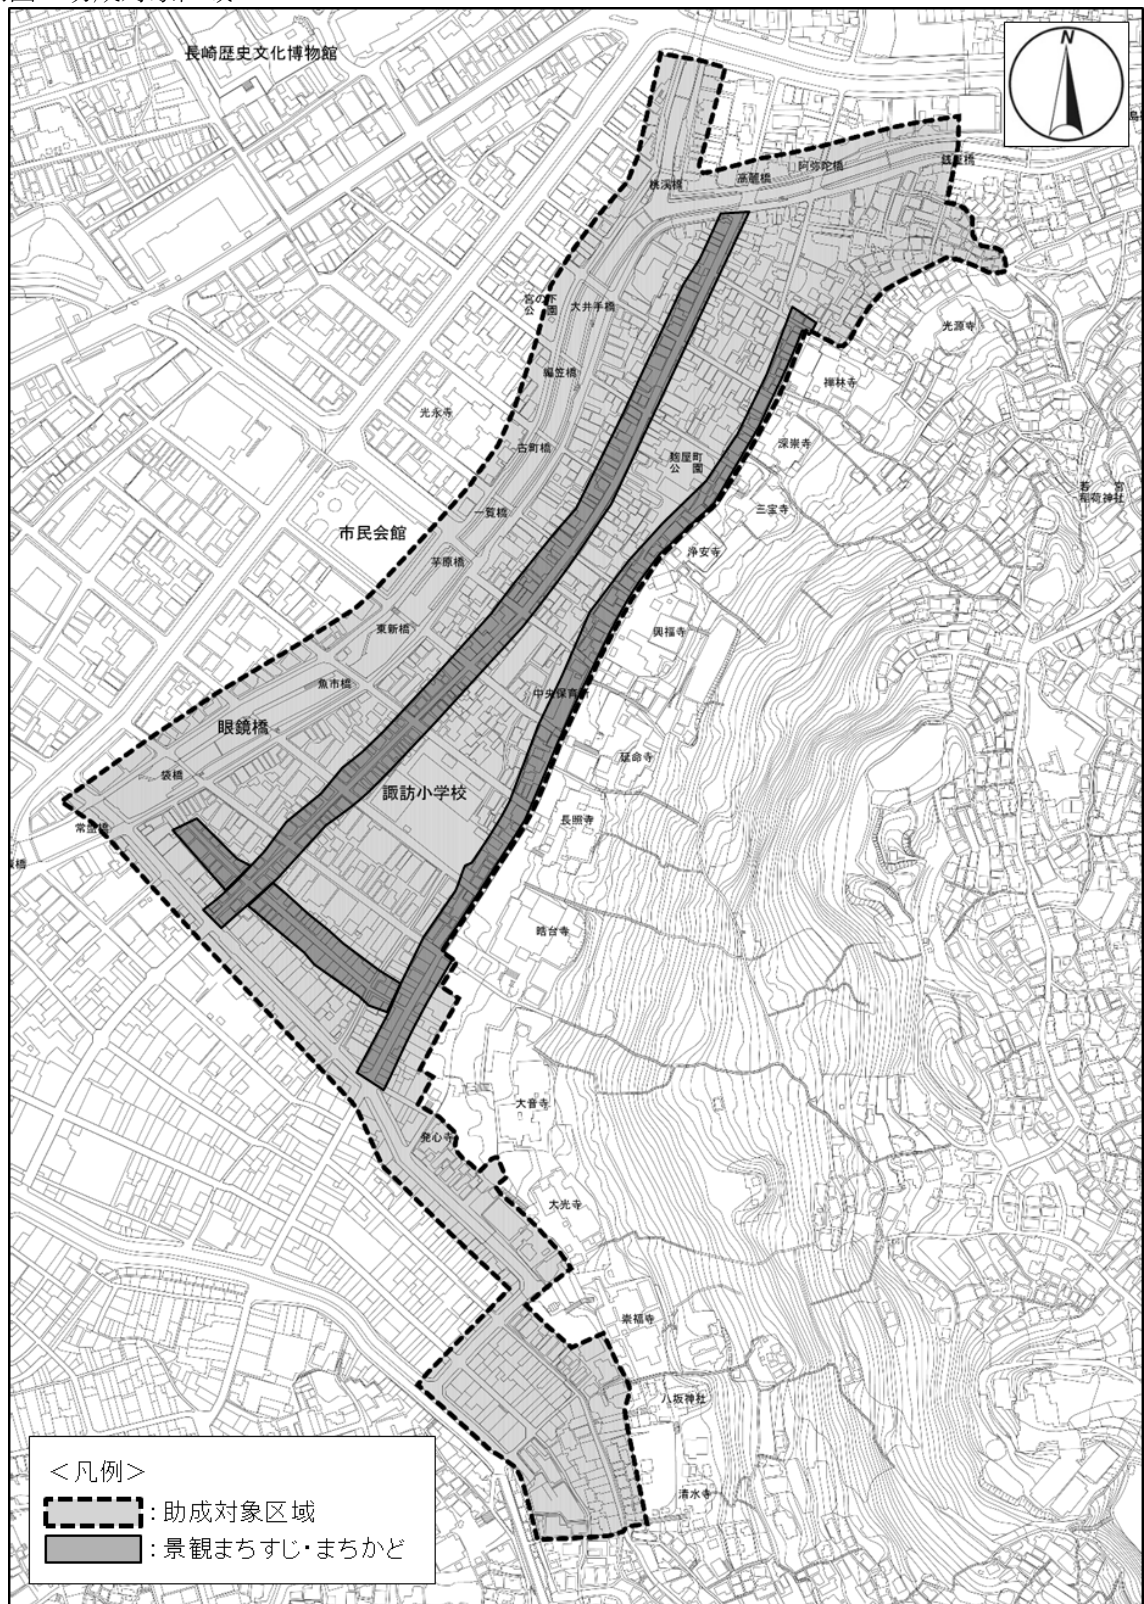 長崎歴史文化博物館
N
桃渓橋
高麗橋
阿弥陀橋
宮の下
公　園
大井手橋
光源寺
編笠橋
禅林寺
光永寺
古町橋
深崇寺
麹屋町
公　園
若　宮
稲荷神社
一覧橋
三宝寺
市民会館
浄安寺
芋原橋
東新橋
興福寺
魚市橋
中央保育所
眼鏡橋
延命寺
袋橋
諏訪小学校
常盤橋
長照寺
橋
晧台寺
大音寺
発心寺
大光寺
崇福寺
八坂神社
清水寺
＜凡例＞
：助成対象区域
：景観まちすじ・まちかど